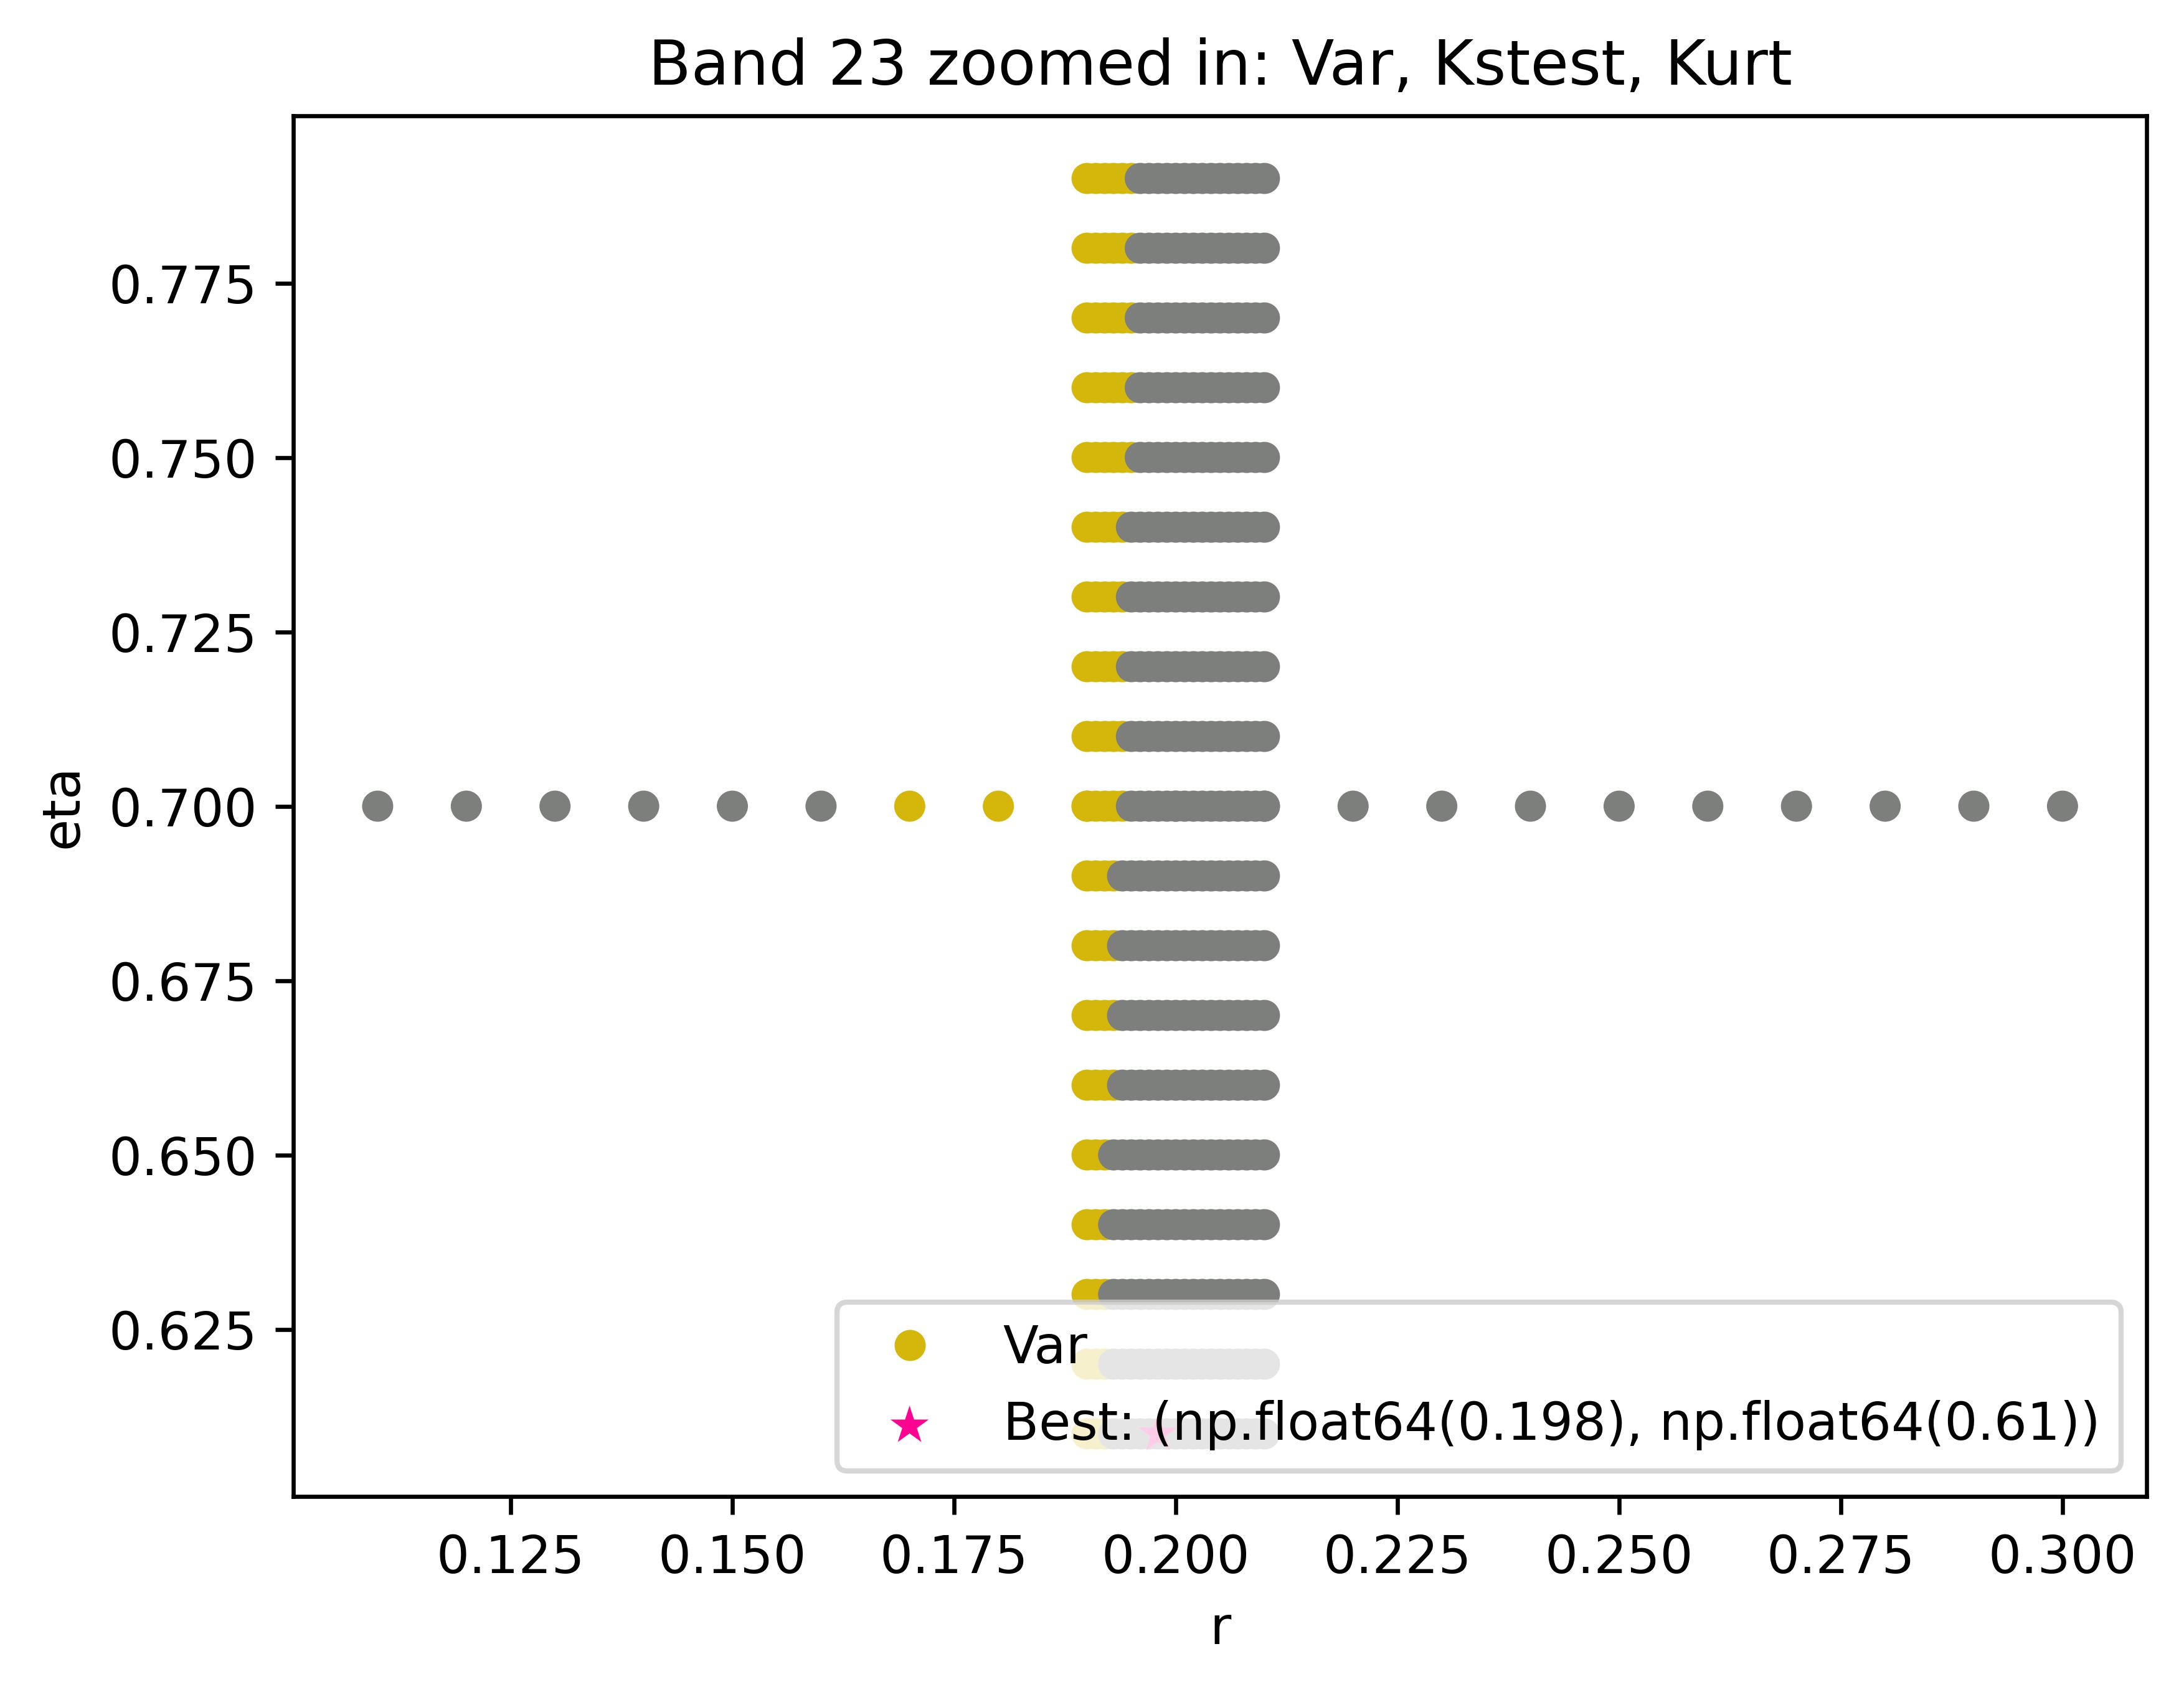 Band 23 zoomed in: Var, Kstest, Kurt
0.775
0.750
0.725
0.700
0.675
0.650
0.625
eta
Var
Best: (np.float64(0.198), np.float64(0.61))
0.125 0.150 0.175 0.200 0.225 0.250 0.275 0.300
r